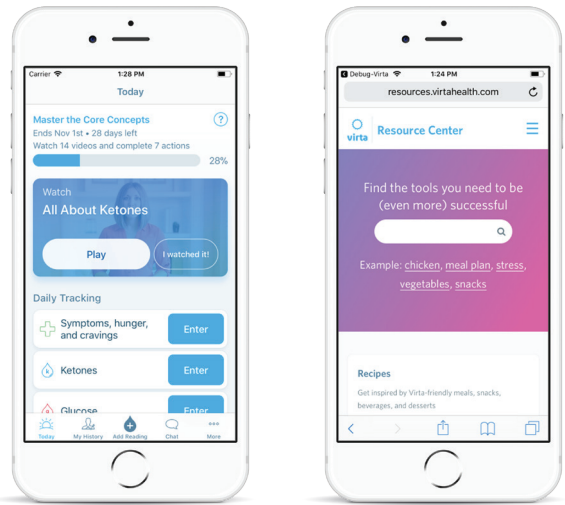 Carrier 1:28 PM
Today
Master the Core Concepts
?
Ends Nov 1st • 28 days left
Watch 14 videos and complete 7 actions
28%
Watch
All About Ketones
Play
I watched it!
Daily Tracking
Symptoms, hunger,
and cravings
Enter
Ketones
Enter
Glucose
Enter
Today
My History
Add Reading
Chat
More
Debug-Virta 1:24 PM
resources.virtahealth.com
virta
Resource Center
Find the tools you need to be
(even more) successful
Example: chicken, meal plan, stress,
vegetables, snacks
Recipes
Get inspired by Virta-friendly meals, snacks,
beverages, and desserts